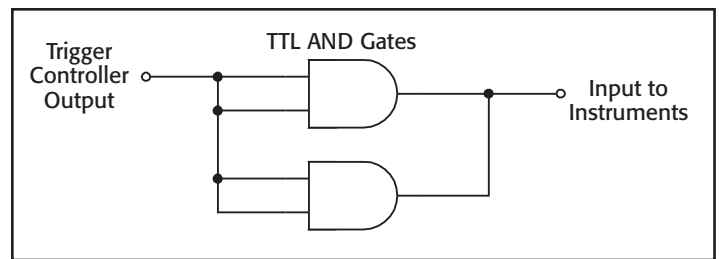 Trigger
Controller
Output
TTL AND Gates
Input to
Instruments